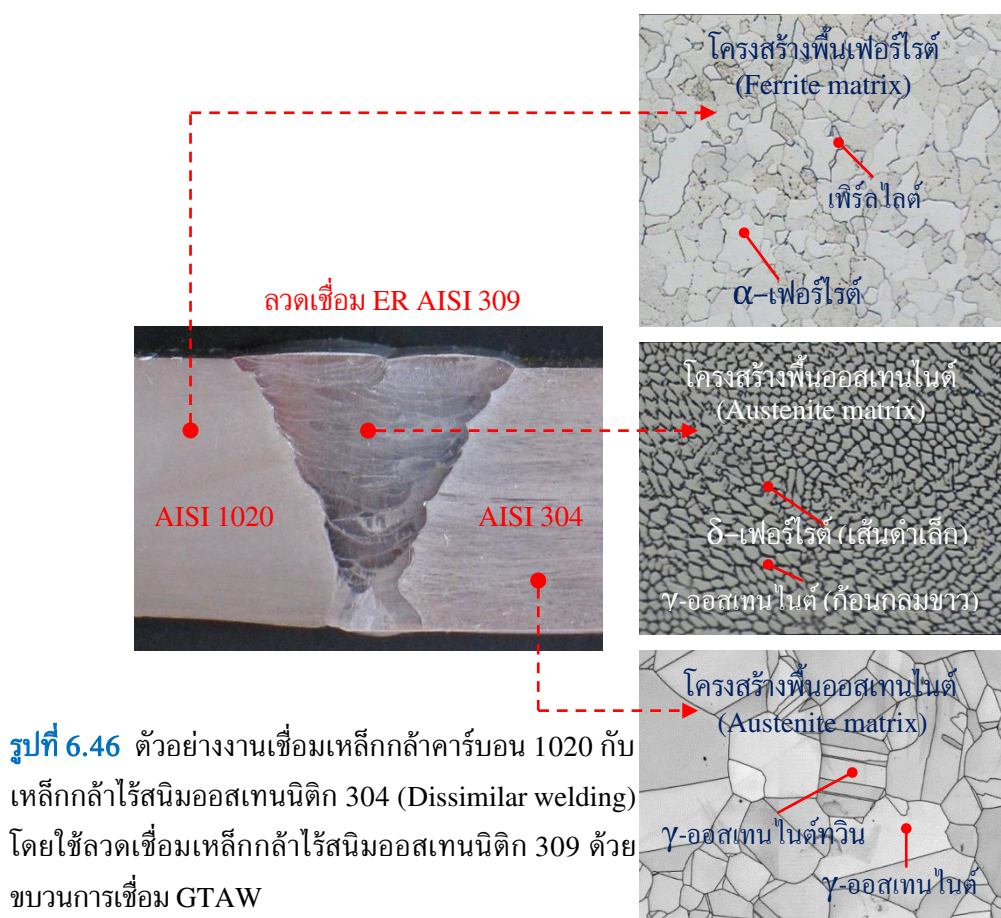 โครงสร้างพื้นเฟอร์ไรต์
(Ferrite matrix)
เพิร์ลไลต์
α–เฟอร์ไรต์
ลวดเชื่อม ER AISI 309
AISI 1020
AISI 304
โครงสร้างพื้นออสเทนไนต์
(Austenite matrix)
δ–เฟอร์ไรต์ (เส้นดำเล็ก)
γ-ออสเทนไนต์ (ก้อนกลมขาว)
โครงสร้างพื้นออสเทนไนต์
(Austenite matrix)
γ-ออสเทนไนต์ทวิน
γ-ออสเทนไนต์
รูปที่ 6.46 ตัวอย่างงานเชื่อมเหล็กกล้าคาร์บอน 1020 กับ
เหล็กกล้าไร้สนิมออสเทนนิติก 304 (Dissimilar welding)
โดยใช้ลวดเชื่อมเหล็กกล้าไร้สนิมออสเทนนิติก 309 ด้วย
ขบวนการเชื่อม GTAW